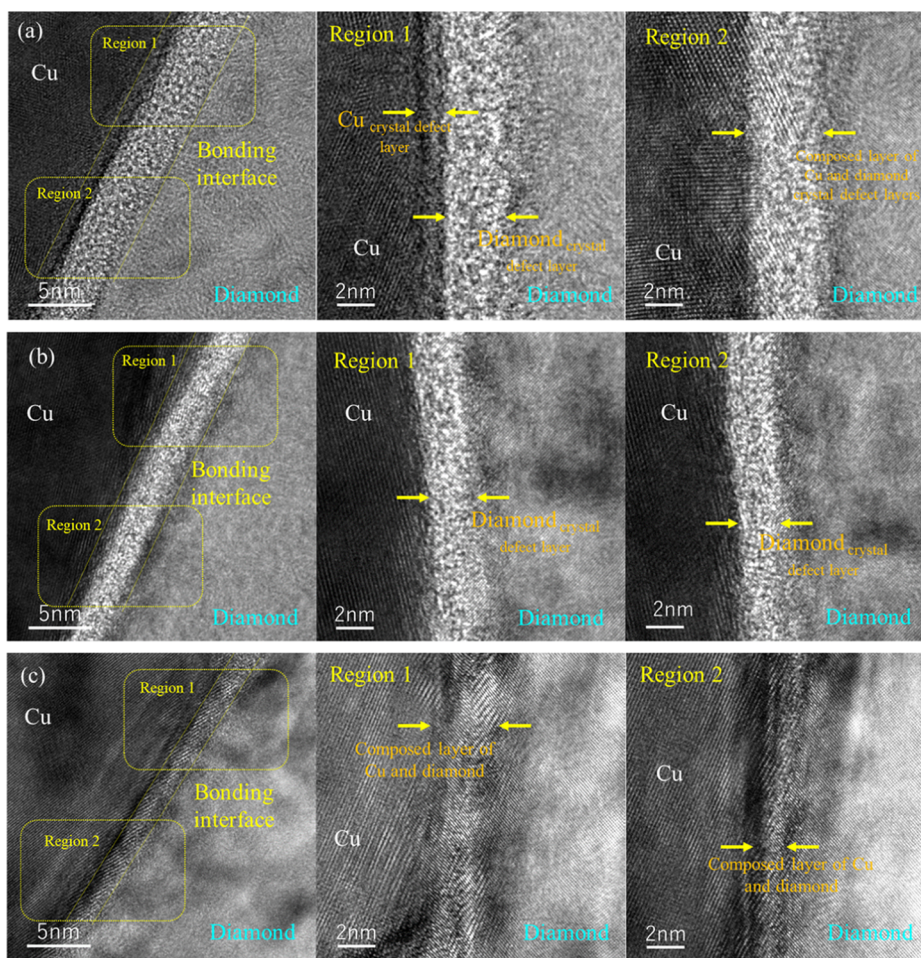 (a)
Region 1
Cu
Bonding
interface
Region 2
5nm
Diamond
Region 1
Cu crystal defect
layer
Cu
Diamond crystal
defect layer
2nm
Diamond
Region 2
Composed layer of
Cu and diamond
crystal defect layers
Cu
2nm
Diamond
(b)
Region 1
Cu
Bonding
interface
Region 2
5nm
Diamond
Region 1
Cu
Diamond crystal
defect layer
2nm
Diamond
Region 2
Cu
Diamond crystal
defect layer
2nm
Diamond
(c)
Region 1
Cu
Bonding
interface
Region 2
5nm
Diamond
Region 1
Composed layer of
Cu and diamond
Cu
2nm
Diamond
Region 2
Cu
Composed layer of Cu
and diamond
2nm
Diamond